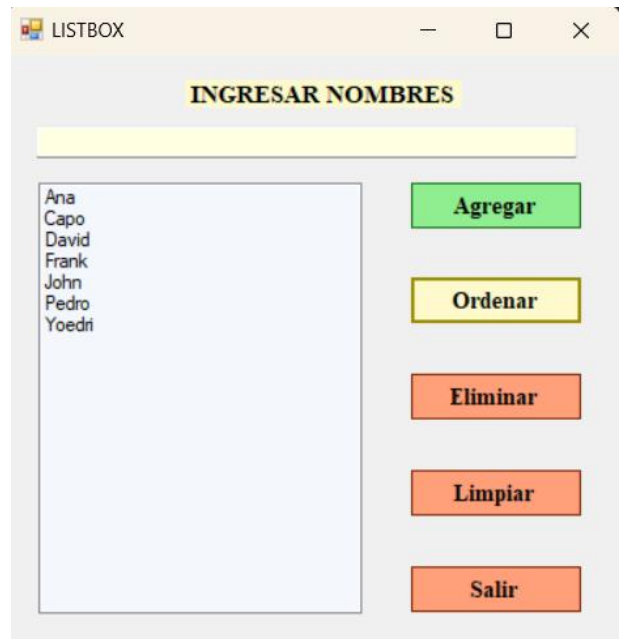 LISTBOX
INGRESAR NOMBRES
Ana
Capo
David
Frank
John
Pedro
Yoedri
Agregar
Ordenar
Eliminar
Limpiar
Salir